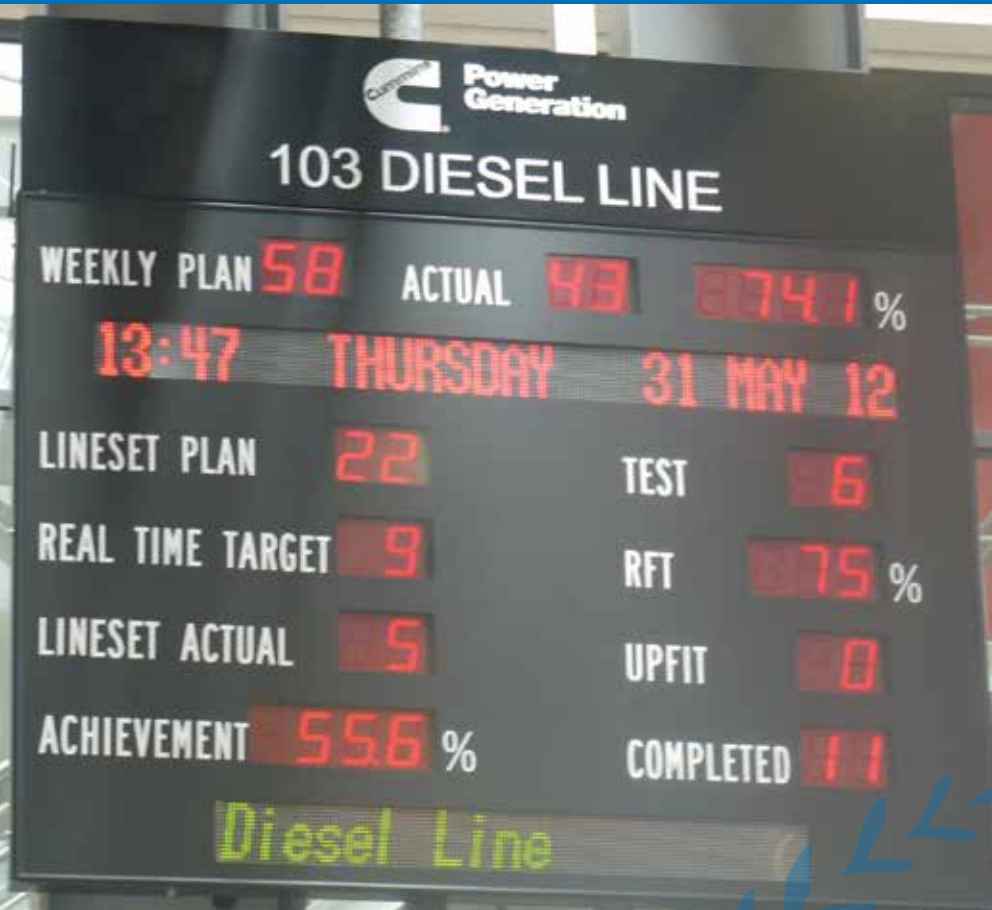 Cummins
Power
Generation
103 DIESEL LINE
WEEKLY PLAN 58 ACTUAL 43 74.1 %
13:47 THURSDAY 31 MAY 12
LINESET PLAN 22 TEST 6
REAL TIME TARGET 9 RFT 75 %
LINESET ACTUAL 5 UPFIT 0
ACHIEVEMENT 55.6 % COMPLETED 11
Diesel Line